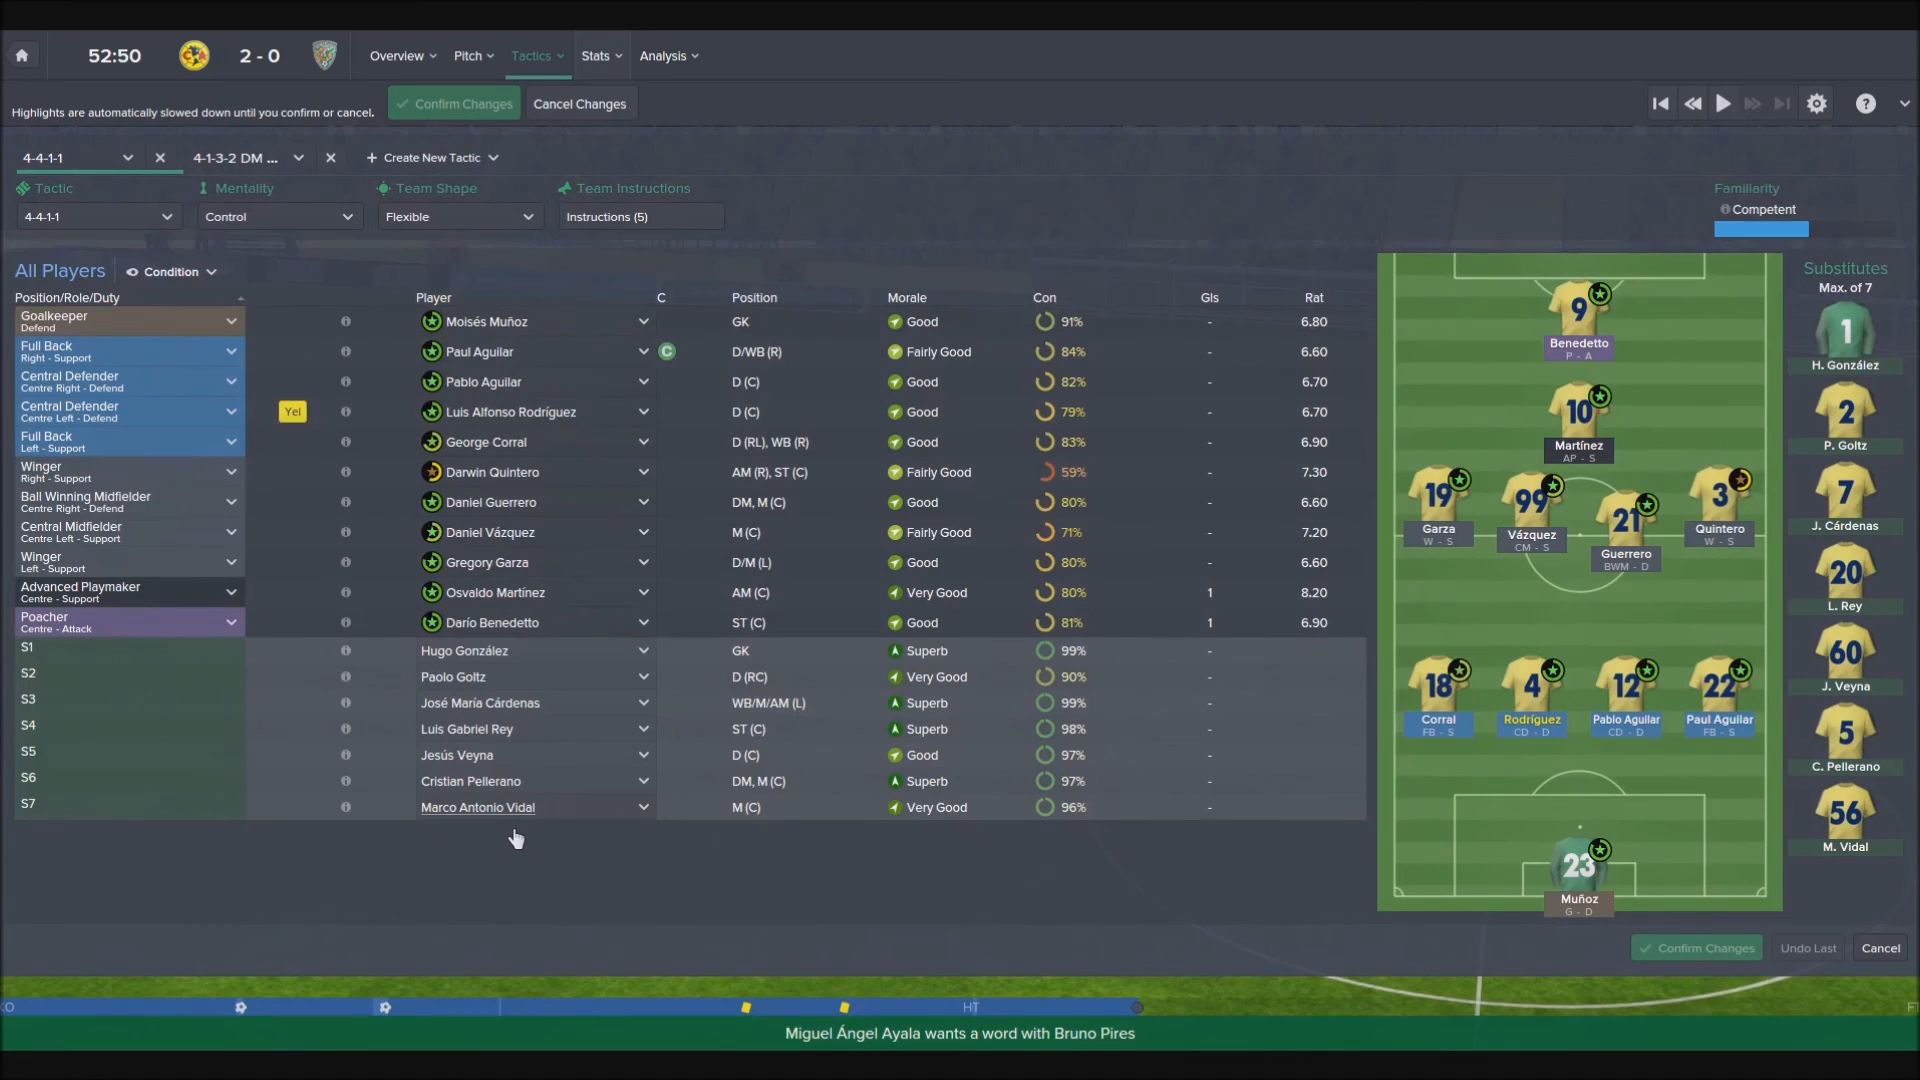 52:50 2 - 0 Overview Pitch Tactics Stats Analysis
Highlights are automatically slowed down until you confirm or cancel. Confirm Changes Cancel Changes ?
4-4-1-1 4-1-3-2 DM ... Create New Tactic
Tactic Mentality Team Shape Team Instructions Familiarity
4-4-1-1 Control Flexible Instructions (5) Competent
All Players Condition
Position/Role/Duty Player C Position Morale Con Gls Rat
Goalkeeper
Defend
Moisés Muñoz GK Good 91% - 6.80
Full Back
Right - Support
Paul Aguilar C D/WB (R) Fairly Good 84% - 6.60
Central Defender
Centre Right - Defend
Pablo Aguilar D (C) Good 82% - 6.70
Central Defender
Centre Left - Defend
Yel Luis Alfonso Rodríguez D (C) Good 79% - 6.70
Full Back
Left - Support
George Corral D (RL), WB (R) Good 83% - 6.90
Winger
Right - Support
Darwin Quintero AM (R), ST (C) Fairly Good 59% - 7.30
Ball Winning Midfielder
Centre Right - Defend
Daniel Guerrero DM, M (C) Good 80% - 6.60
Central Midfielder
Centre Left - Support
Daniel Vázquez M (C) Fairly Good 71% - 7.20
Winger
Left - Support
Gregory Garza D/M (L) Good 80% - 6.60
Advanced Playmaker
Centre - Support
Osvaldo Martínez AM (C) Very Good 80% 1 8.20
Poacher
Centre - Attack
Darío Benedetto ST (C) Good 81% 1 6.90
S1 Hugo González GK Superb 99% -
S2 Paolo Goltz D (RC) Very Good 90% -
S3 José María Cárdenas WB/M/AM (L) Superb 99% -
S4 Luis Gabriel Rey ST (C) Superb 98% -
S5 Jesús Veyna D (C) Good 97% -
S6 Cristian Pellerano DM, M (C) Superb 97% -
S7 Marco Antonio Vidal M (C) Very Good 96% -
9
Benedetto
P - A
10
Martínez
AP - S
19 99 21 3
Garza Vázquez Guerrero Quintero
W - S CM - S BWM - D W - S
18 4 12 22
Corral Rodríguez Pablo Aguilar Paul Aguilar
FB - S CD - D CD - D FB - S
23
Muñoz
G - D
Substitutes
Max. of 7
1
H. González
2
P. Goltz
7
J. Cárdenas
20
L. Rey
60
J. Veyna
5
C. Pellerano
56
M. Vidal
Confirm Changes Undo Last Cancel
HT
Miguel Ángel Ayala wants a word with Bruno Pires